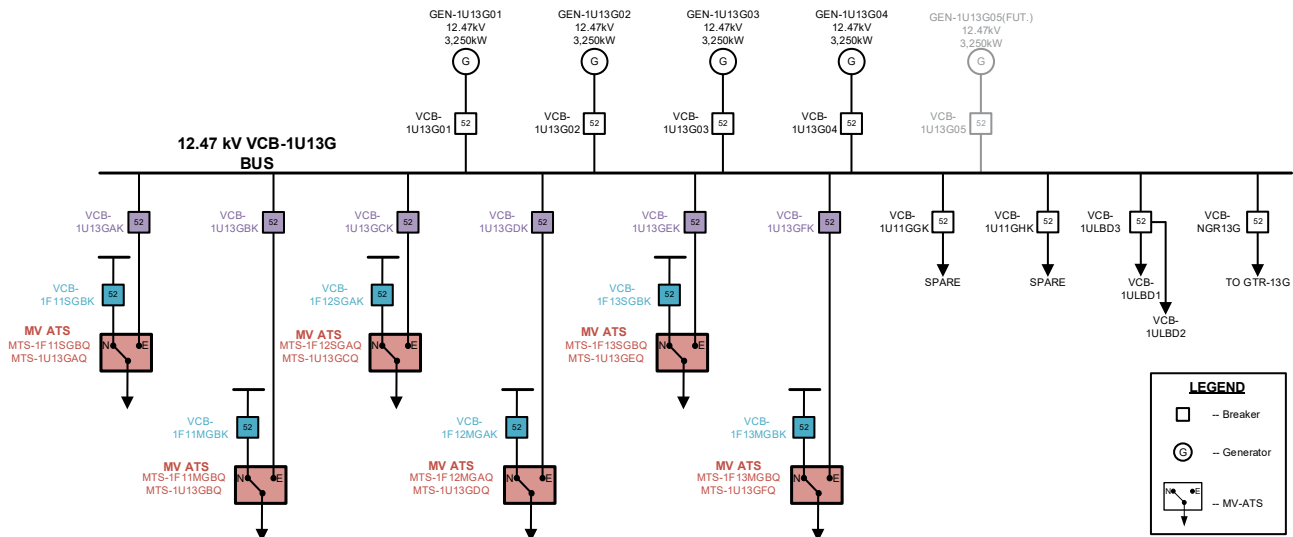 GEN-1U13G01
12.47kV
3,250kW
G
GEN-1U13G02
12.47kV
3,250kW
G
GEN-1U13G03
12.47kV
3,250kW
G
GEN-1U13G04
12.47kV
3,250kW
G
GEN-1U13G05(FUT.)
12.47kV
3,250kW
G
VCB-
1U13G01
52
VCB-
1U13G02
52
VCB-
1U13G03
52
VCB-
1U13G04
52
VCB-
1U13G05
52
12.47 kV VCB-1U13G
BUS
VCB-
1U13GAK
52
VCB-
1U13GBK
52
VCB-
1U13GCK
52
VCB-
1U13GDK
52
VCB-
1U13GEK
52
VCB-
1U13GFK
52
VCB-
1U11GGK
52
SPARE
VCB-
1U11GHK
52
SPARE
VCB-
1ULBD3
52
VCB-
1ULBD1
VCB-
1ULBD2
VCB-
NGR13G
52
TO GTR-13G
VCB-
1F11SGBK
52
MV ATS
MTS-1F11SGBQ
MTS-1U13GAQ
N
E
VCB-
1F12SGAK
52
MV ATS
MTS-1F12SGAQ
MTS-1U13GCQ
N
E
VCB-
1F13SGBK
52
MV ATS
MTS-1F13SGBQ
MTS-1U13GEQ
N
E
VCB-
1F11MGBK
52
MV ATS
MTS-1F11MGBQ
MTS-1U13GBQ
N
E
VCB-
1F12MGAK
52
MV ATS
MTS-1F12MGAQ
MTS-1U13GDQ
N
E
VCB-
1F13MGBK
52
MV ATS
MTS-1F13MGBQ
MTS-1U13GFQ
N
E
LEGEND
-- Breaker
G
-- Generator
N
E
-- MV-ATS